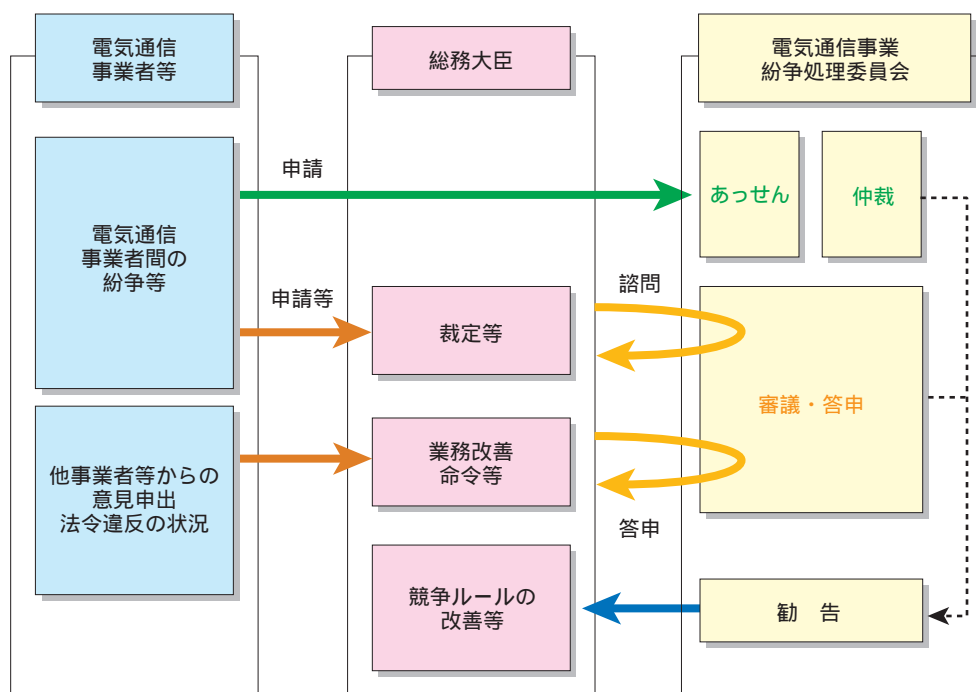 電気通信
事業者等
総務大臣
電気通信事業
紛争処理委員会
申請
あっせん
仲裁
電気通信
事業者間の
紛争等
申請等
裁定等
諮問
審議・答申
他事業者等からの
意見申出
法令違反の状況
業務改善
命令等
答申
競争ルールの
改善等
勧　告